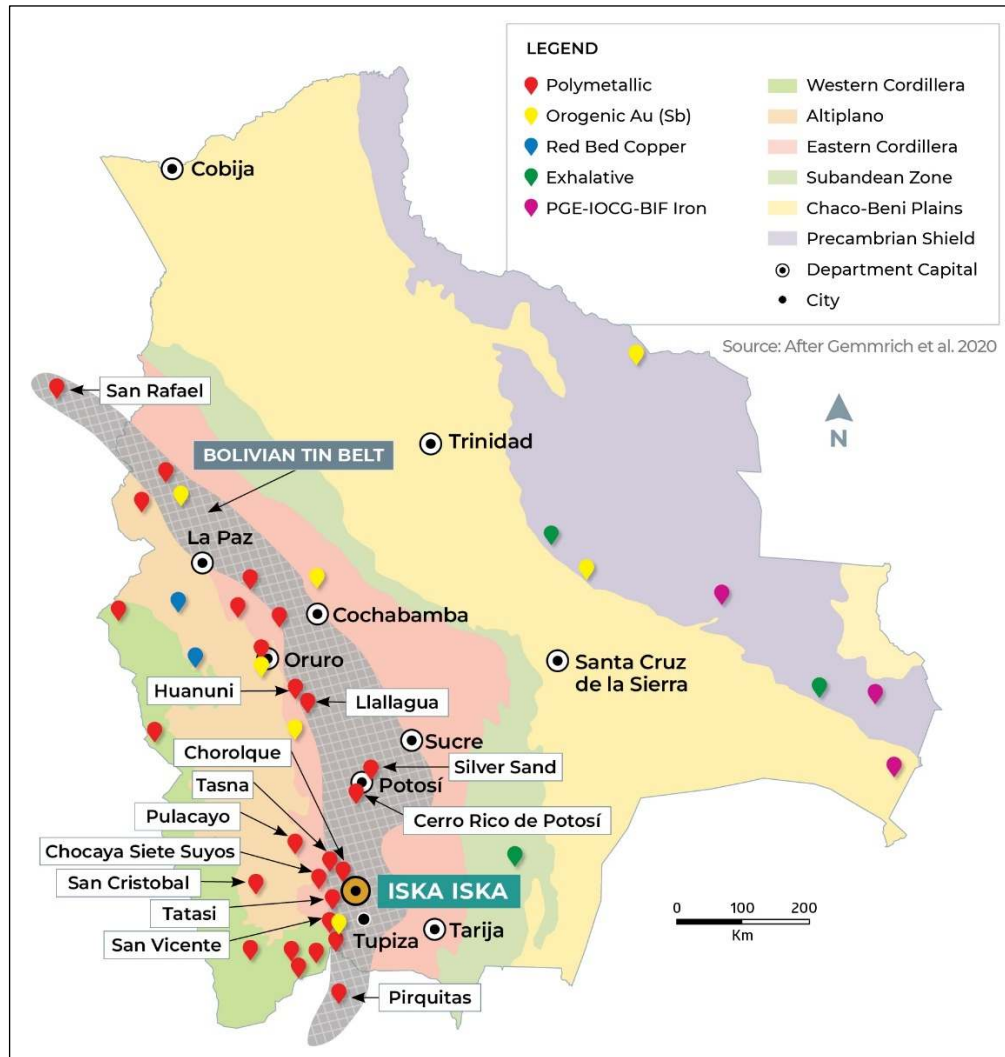 LEGEND
Polymetallic
Orogenic Au (Sb)
Red Bed Copper
Exhalative
PGE-IOCG-BIF Iron
Western Cordillera
Altiplano
Eastern Cordillera
Subandean Zone
Chaco-Beni Plains
Precambrian Shield
Department Capital
City
Source: After Gemmrich et al. 2020
N
Cobija
San Rafael
Trinidad
BOLIVIAN TIN BELT
La Paz
Cochabamba
Oruro
Santa Cruz
de la Sierra
Huanuni
Llallagua
Chorolque
Sucre
Silver Sand
Tasna
Potosí
Pulacayo
Cerro Rico de Potosí
Chocaya Siete Suyos
San Cristobal
ISKA ISKA
Tatasi
San Vicente
Tupiza
Tarija
Pirquitas
0 100 200
Km